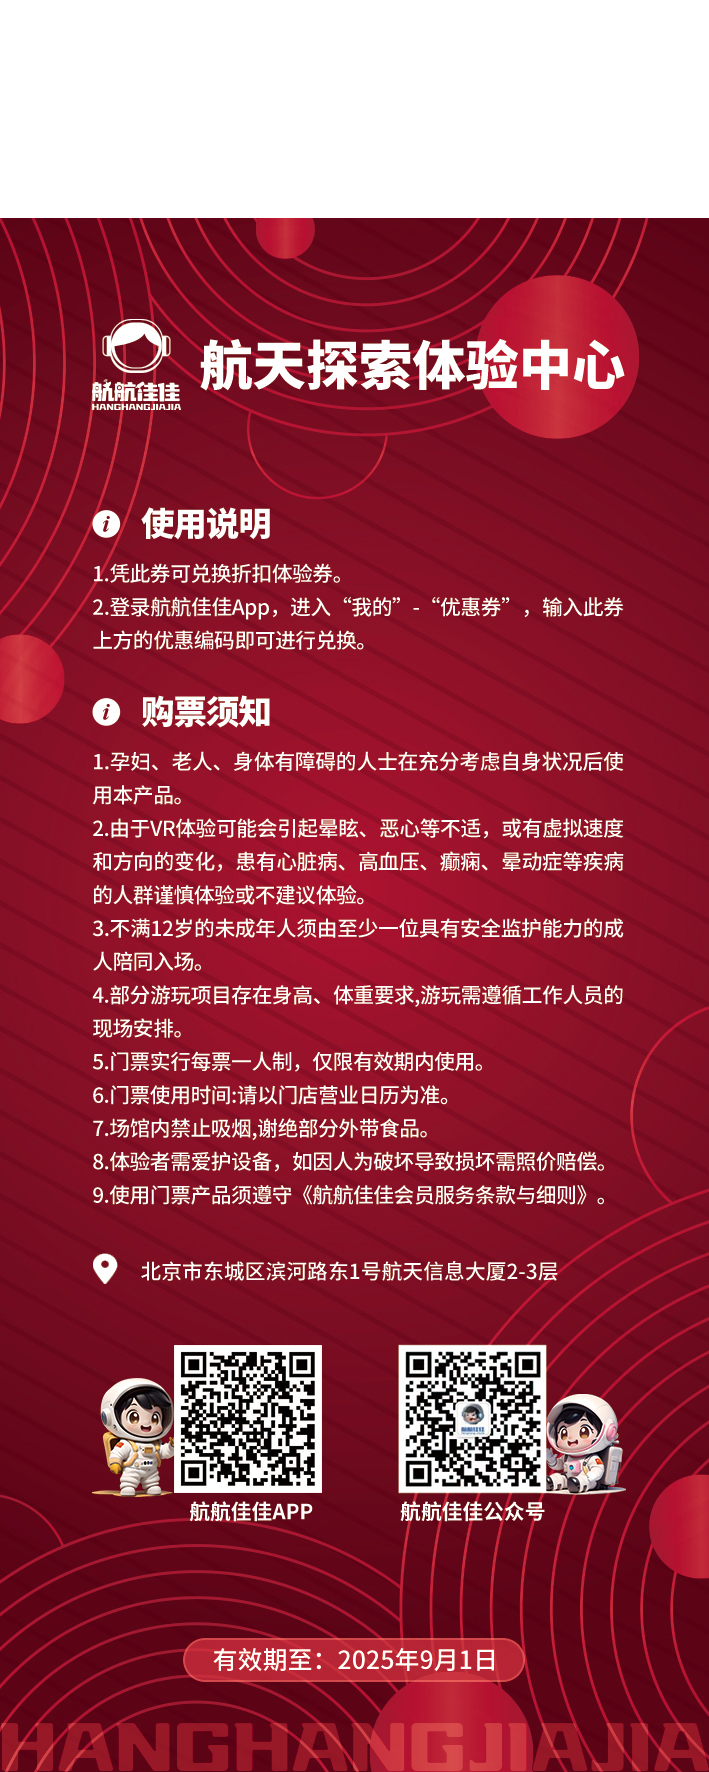 航天探索体验中心
航航佳佳
HANGHANGJIAJIA
使用说明
1.凭此券可兑换折扣体验券。
2.登录航航佳佳App，进入“我的”-“优惠券”，输入此券
上方的优惠编码即可进行兑换。
购票须知
1.孕妇、老人、身体有障碍的人士在充分考虑自身状况后使
用本产品。
2.由于VR体验可能会引起晕眩、恶心等不适，或有虚拟速度
和方向的变化，患有心脏病、高血压、癫痫、晕动症等疾病
的人群谨慎体验或不建议体验。
3.不满12岁的未成年人须由至少一位具有安全监护能力的成
人陪同入场。
4.部分游玩项目存在身高、体重要求,游玩需遵循工作人员的
现场安排。
5.门票实行每票一人制，仅限有效期内使用。
6.门票使用时间:请以门店营业日历为准。
7.场馆内禁止吸烟,谢绝部分外带食品。
8.体验者需爱护设备，如因人为破坏导致损坏需照价赔偿。
9.使用门票产品须遵守《航航佳佳会员服务条款与细则》。
北京市东城区滨河路东1号航天信息大厦2-3层
航航佳佳
航航佳佳APP
航航佳佳公众号
有效期至：2025年9月1日
HANGHANGJIAJIA